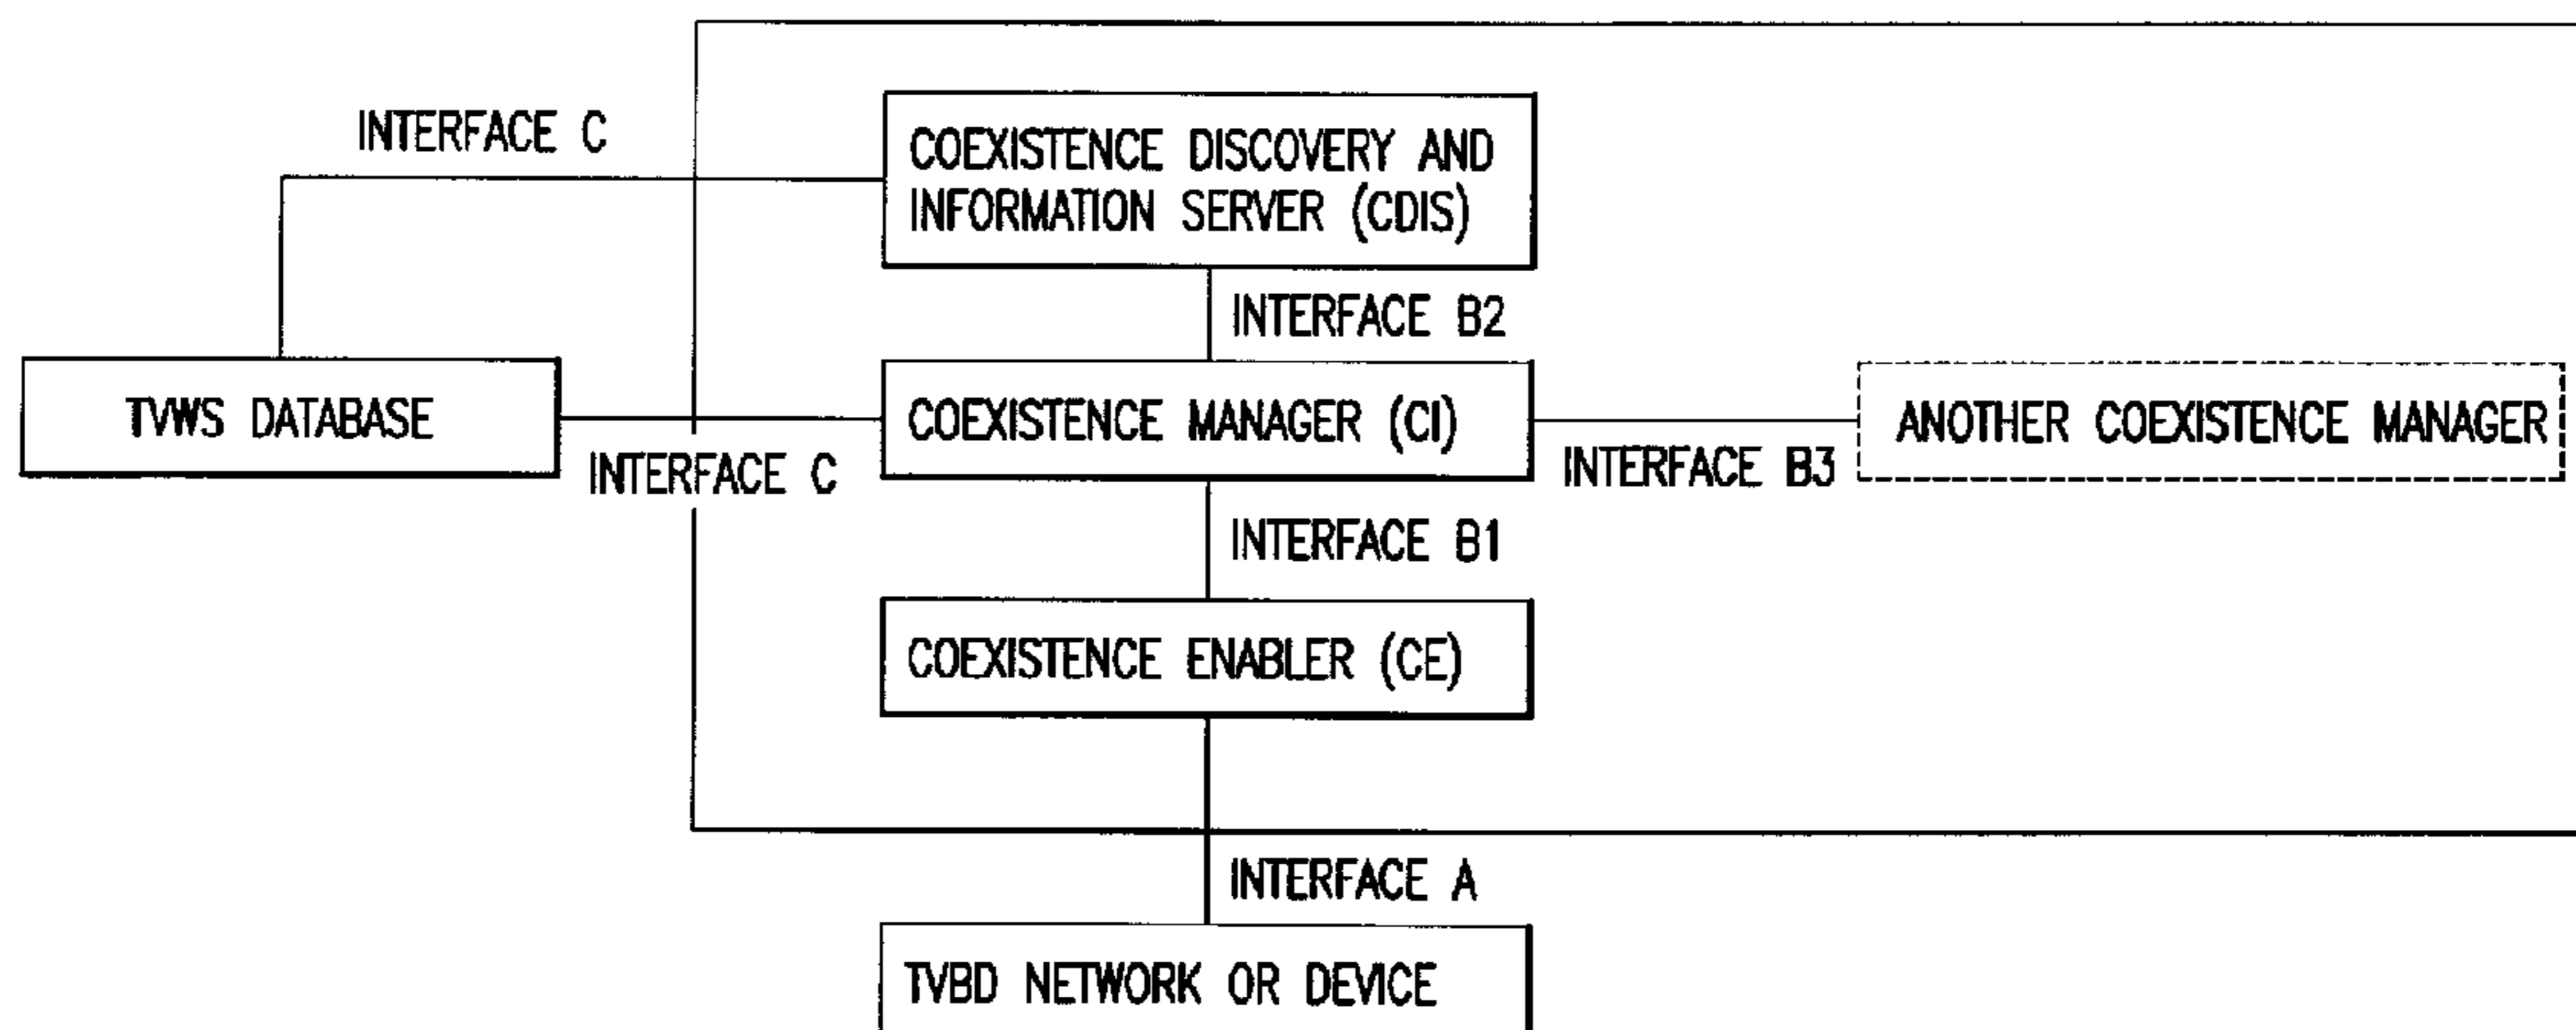 INTERFACE C
COEXISTENCE DISCOVERY AND
INFORMATION SERVER (CDIS)
INTERFACE B2
TVWS DATABASE
INTERFACE C
COEXISTENCE MANAGER (CI)
INTERFACE B3
ANOTHER COEXISTENCE MANAGER
INTERFACE B1
COEXISTENCE ENABLER (CE)
INTERFACE A
TVBD NETWORK OR DEVICE